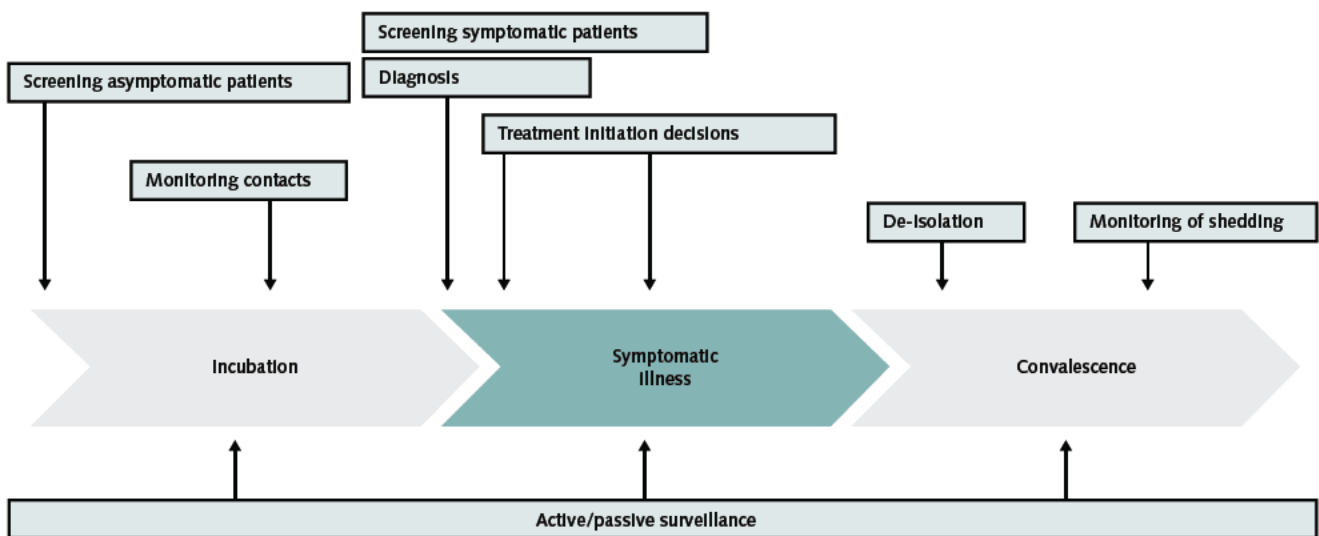 Screening symptomatic patients
Screening asymptomatic patients
Diagnosis
Treatment initiation decisions
Monitoring contacts
De-isolation
Monitoring of shedding
Incubation
Symptomatic
Illness
Convalescence
Active/passive surveillance